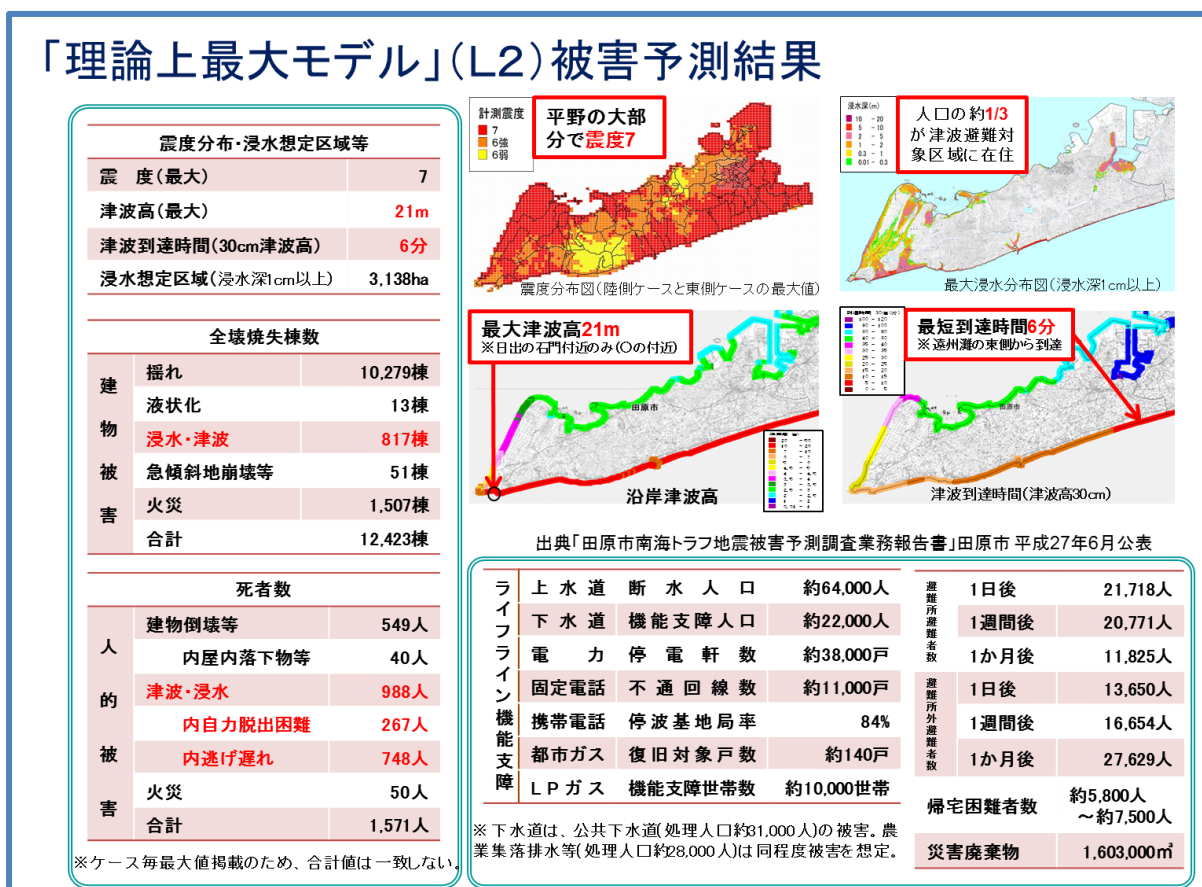 「理論上最大モデル」(L2)被害予測結果
震度分布・浸水想定区域等
震　度(最大) 7
津波高(最大) 21m
津波到達時間(30cm津波高) 6分
浸水想定区域(浸水深1cm以上) 3,138ha
全壊焼失棟数
建物被害
揺れ 10,279棟
液状化 13棟
浸水・津波 817棟
急傾斜地崩壊等 51棟
火災 1,507棟
合計 12,423棟
死者数
人的被害
建物倒壊等 549人
内屋内落下物等 40人
津波・浸水 988人
内自力脱出困難 267人
内逃げ遅れ 748人
火災 50人
合計 1,571人
※ケース毎最大値掲載のため、合計値は一致しない。
計測震度
7
6強
6弱
平野の大部
分で震度7
震度分布図(陸側ケースと東側ケースの最大値)
浸水深(m)
10 - 20
5 - 10
2 - 5
1 - 2
0.3 - 1
0.01 - 0.3
人口の約1/3
が津波避難対
象区域に在住
最大浸水分布図(浸水深1cm以上)
最大津波高21m
※日出の石門付近のみ(○の付近)
田原市
沿岸津波高
最短到達時間6分
※遠州灘の東側から到達
田原市
津波到達時間(津波高30cm)
出典「田原市南海トラフ地震被害予測調査業務報告書」田原市 平成27年6月公表
ライフライン機能支障
上水道 断水人口 約64,000人
下水道 機能支障人口 約22,000人
電力 停電軒数 約38,000戸
固定電話 不通回線数 約11,000戸
携帯電話 停波基地局率 84%
都市ガス 復旧対象戸数 約140戸
LPガス 機能支障世帯数 約10,000世帯
※下水道は、公共下水道(処理人口約31,000人)の被害。農
業集落排水等(処理人口約28,000人)は同程度被害を想定。
避難所避難者数
1日後 21,718人
1週間後 20,771人
1か月後 11,825人
避難所外避難者数
1日後 13,650人
1週間後 16,654人
1か月後 27,629人
帰宅困難者数 約5,800人
～約7,500人
災害廃棄物 1,603,000㎥